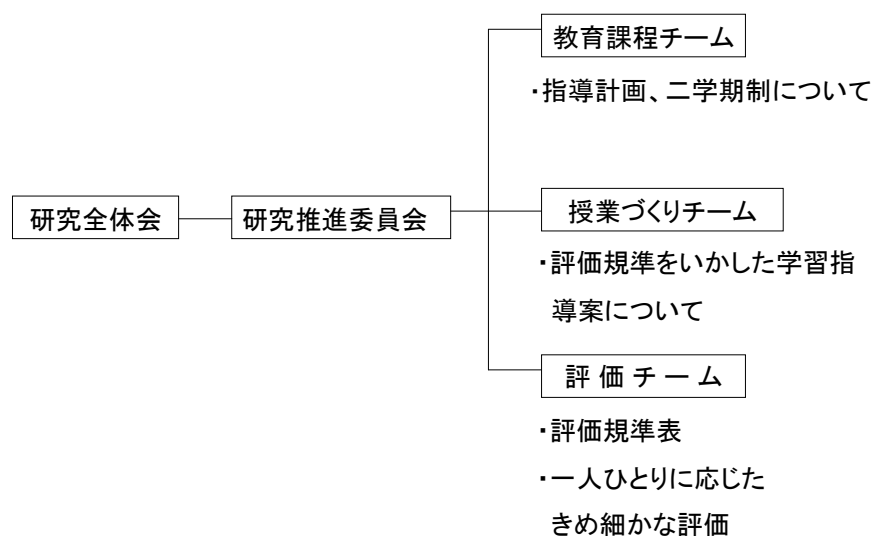 教育課程チーム
・指導計画、二学期制について
研究全体会
研究推進委員会
授業づくりチーム
・評価規準をいかした学習指
導案について
評価チーム
・評価規準表
・一人ひとりに応じた
きめ細かな評価